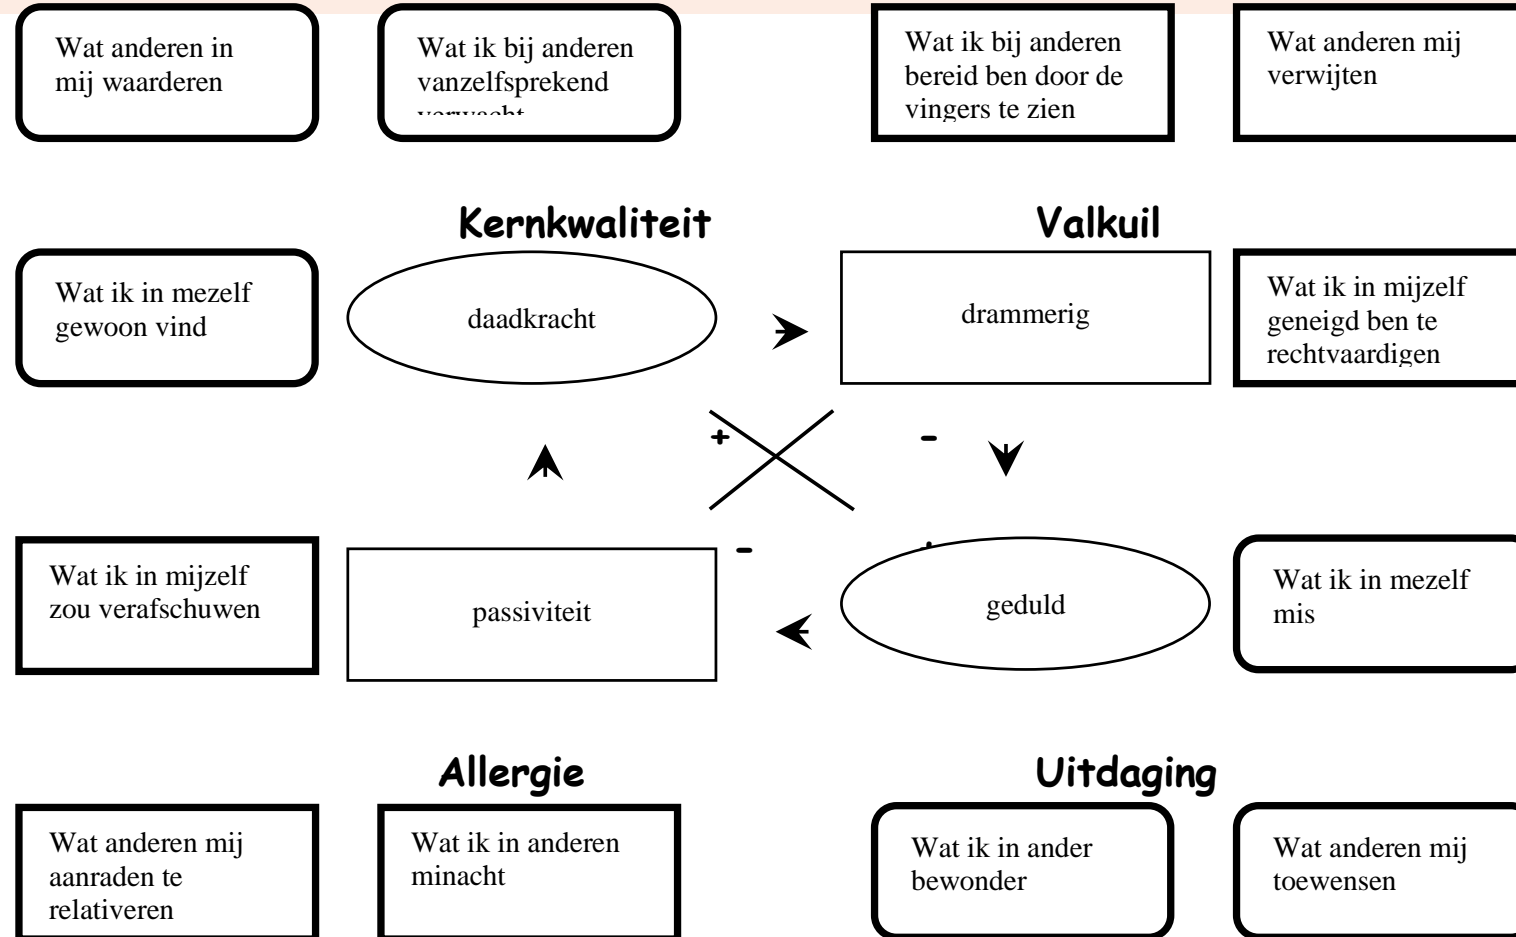 Wat anderen in
mij waarderen
Wat ik bij anderen
vanzelfsprekend
verwacht
Wat ik bij anderen
bereid ben door de
vingers te zien
Wat anderen mij
verwijten
Kernkwaliteit
Valkuil
Wat ik in mezelf
gewoon vind
daadkracht
drammerig
Wat ik in mijzelf
geneigd ben te
rechtvaardigen
+
-
Wat ik in mijzelf
zou verafschuwen
passiviteit
-
+
geduld
Wat ik in mezelf
mis
Allergie
Uitdaging
Wat anderen mij
aanraden te
relativeren
Wat ik in anderen
minacht
Wat ik in ander
bewonder
Wat anderen mij
toewensen